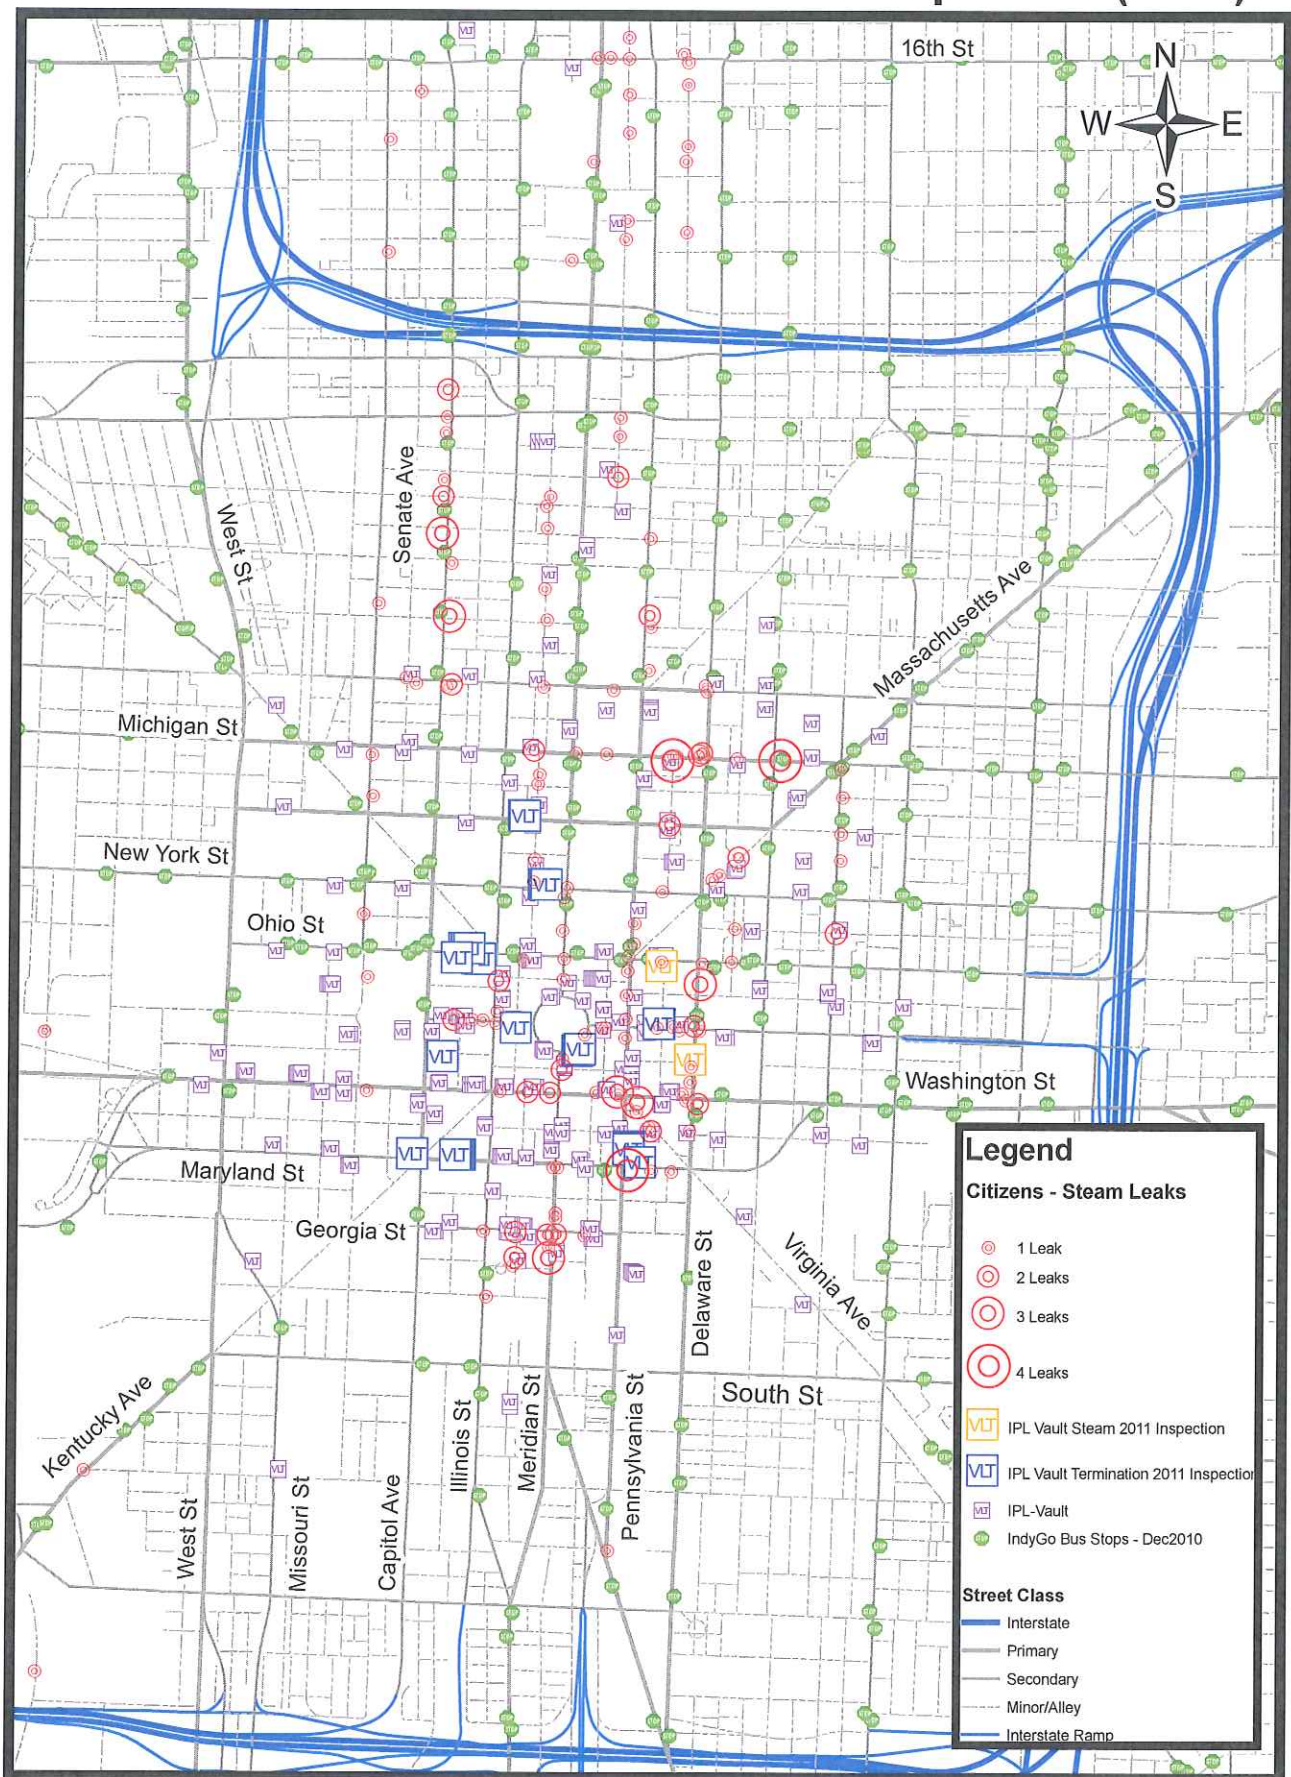 16th St
N
W
E
S
Senate Ave
West St
Massachusetts Ave
Michigan St
New York St
Ohio St
Washington St
Maryland St
Georgia St
Delaware St
Virginia Ave
South St
Kentucky Ave
Illinois St
Meridian St
Pennsylvania St
West St
Missouri St
Capitol Ave
Legend
Citizens - Steam Leaks
1 Leak
2 Leaks
3 Leaks
4 Leaks
VLT IPL Vault Steam 2011 Inspection
VLT IPL Vault Termination 2011 Inspection
VLT IPL-Vault
STOP IndyGo Bus Stops - Dec2010
Street Class
Interstate
Primary
Secondary
Minor/Alley
Interstate Ramp